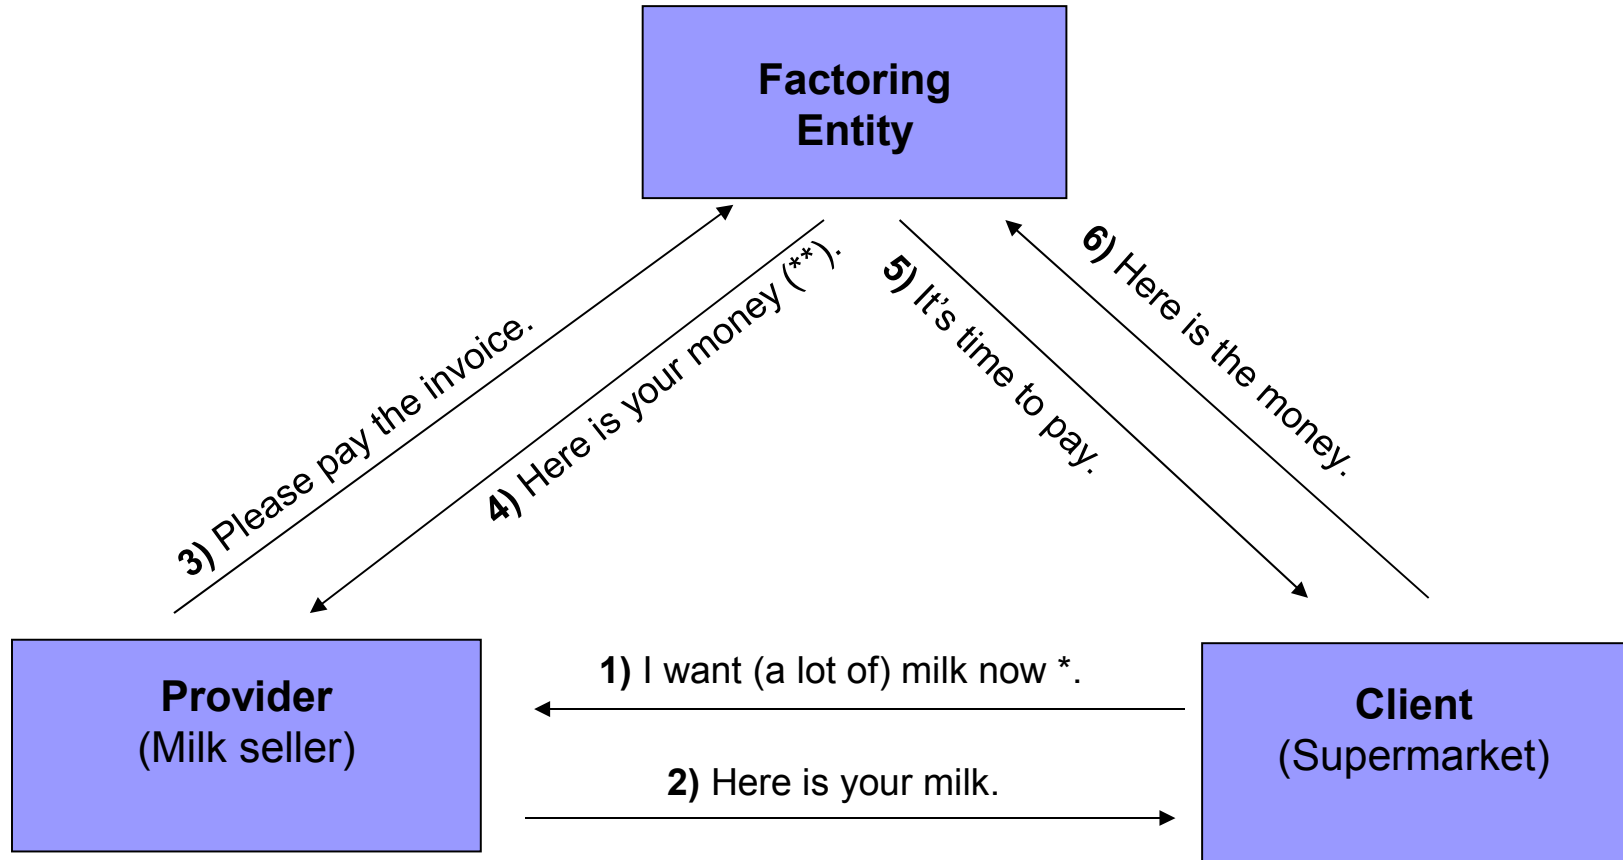 Factoring
Entity
3) Please pay the invoice.
4) Here is your money (**).
5) It's time to pay.
6) Here is the money.
1) I want (a lot of) milk now *.
Provider
(Milk seller)
Client
(Supermarket)
2) Here is your milk.